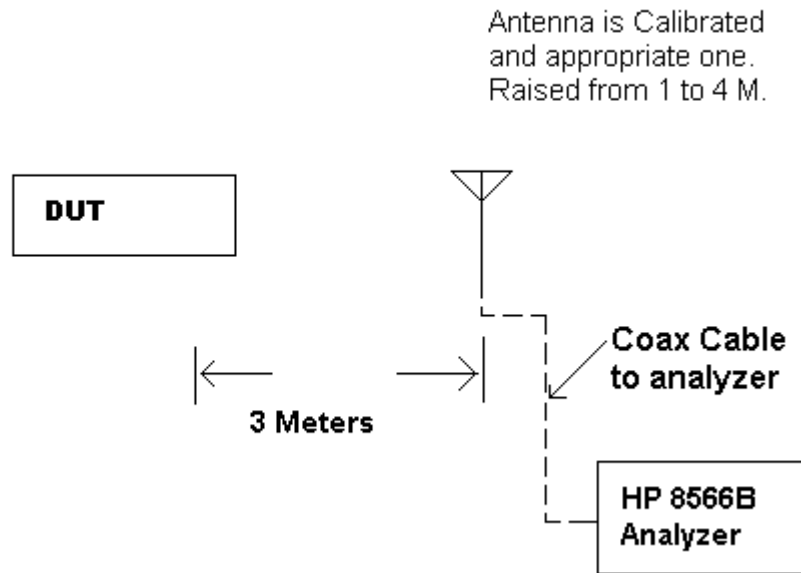 Antenna is Calibrated
and appropriate one.
Raised from 1 to 4 M.
DUT
Coax Cable
to analyzer
3 Meters
HP 8566B
Analyzer